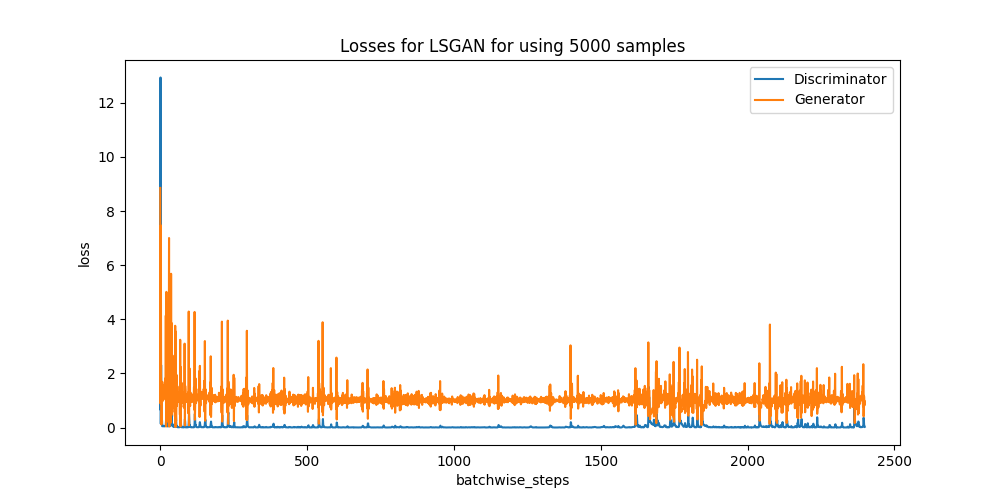 Losses for LSGAN for using 5000 samples
Discriminator
Generator
12
10
8
6
4
2
0
loss
0
500
1000
1500
2000
2500
batchwise_steps